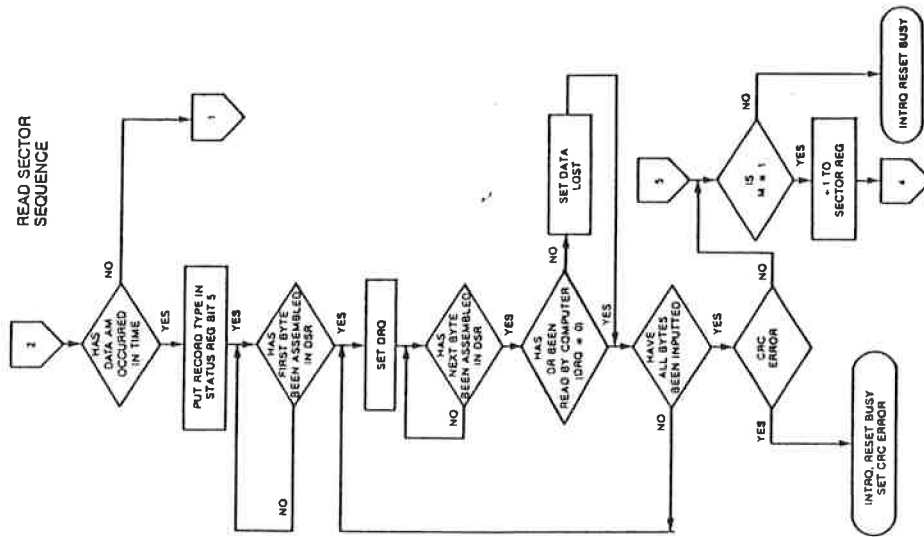 READ SECTOR
SEQUENCE
2
HAS
DATA AM
OCCURRED
IN TIME
NO
3
YES
PUT RECORD TYPE IN
STATUS REG BIT 5
YES
HAS
FIRST BYTE
BEEN ASSEMBLED
IN DSR
NO
YES
SET DRQ
HAS
NEXT BYTE
BEEN ASSEMBLED
IN DSR
NO
YES
HAS
DR BEEN
READ BY COMPUTER
(DRQ = 0)
NO
SET DATA
LOST
YES
HAVE
ALL BYTES
BEEN INPUTTED
NO
YES
CRC
ERROR
NO
YES
INTRQ, RESET BUSY
SET CRC ERROR
5
IS
M = 1
NO
YES
+ 1 TO
SECTOR REG
4
INTRQ RESET BUSY